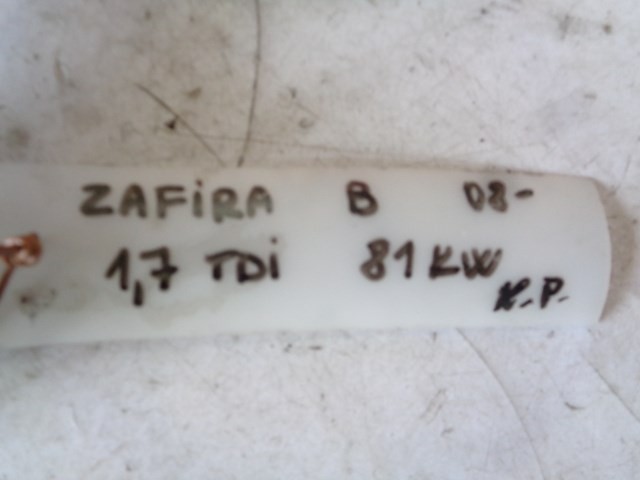 ZAFiRA B 08-
1,7 TDi 81 KW
K.P.